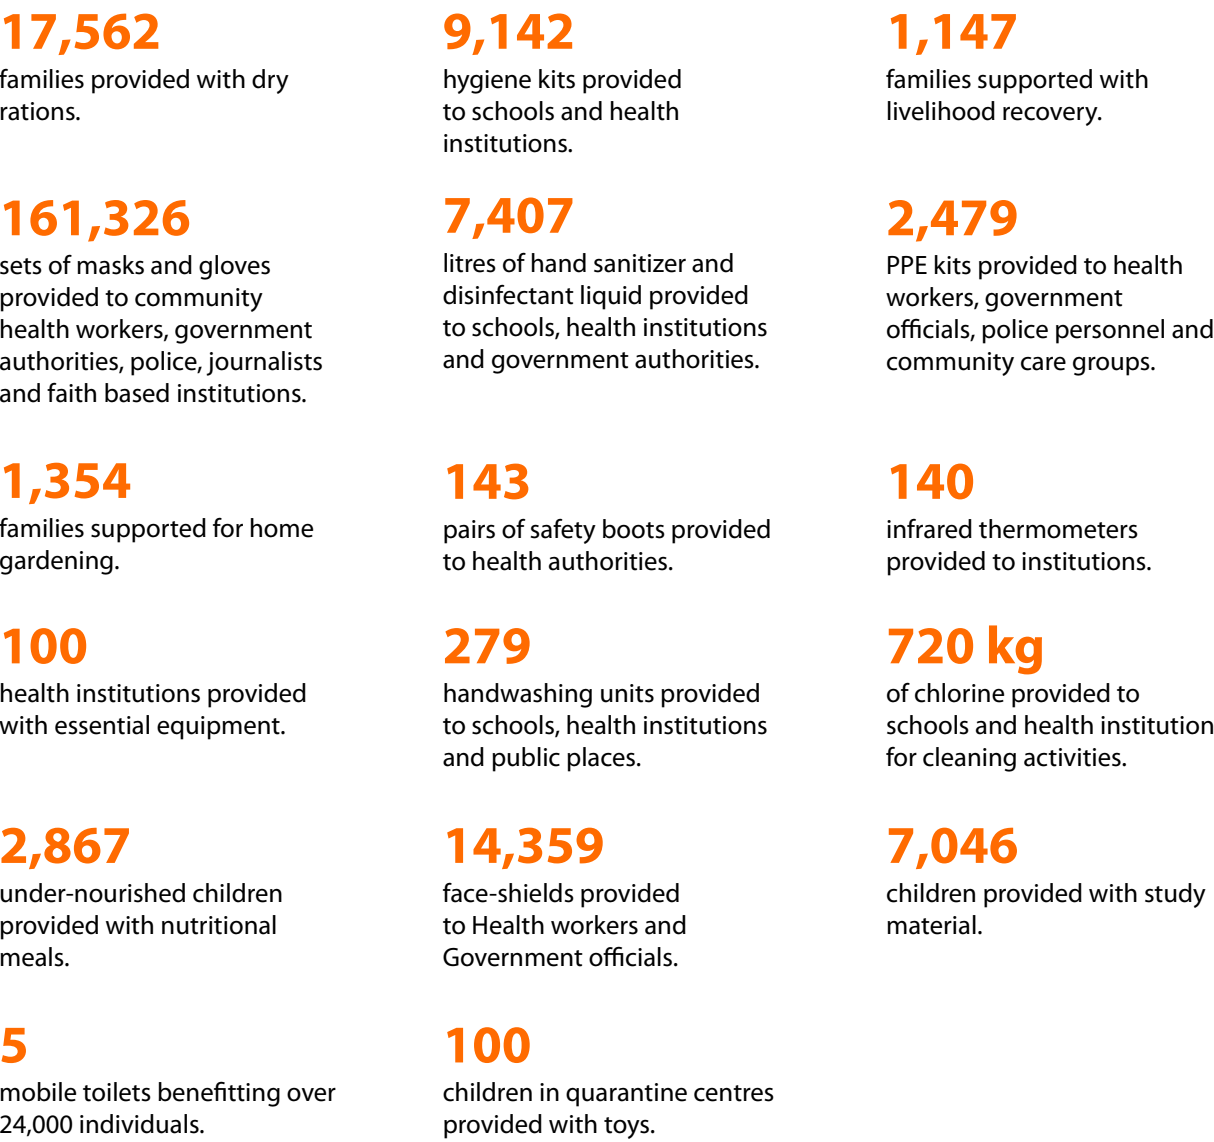 17,562
families provided with dry
rations.
9,142
hygiene kits provided
to schools and health
institutions.
1,147
families supported with
livelihood recovery.
161,326
sets of masks and gloves
provided to community
health workers, government
authorities, police, journalists
and faith based institutions.
7,407
litres of hand sanitizer and
disinfectant liquid provided
to schools, health institutions
and government authorities.
2,479
PPE kits provided to health
workers, government
officials, police personnel and
community care groups.
1,354
families supported for home
gardening.
143
pairs of safety boots provided
to health authorities.
140
infrared thermometers
provided to institutions.
100
health institutions provided
with essential equipment.
279
handwashing units provided
to schools, health institutions
and public places.
720 kg
of chlorine provided to
schools and health institution
for cleaning activities.
2,867
under-nourished children
provided with nutritional
meals.
14,359
face-shields provided
to Health workers and
Government officials.
7,046
children provided with study
material.
5
mobile toilets benefitting over
24,000 individuals.
100
children in quarantine centres
provided with toys.